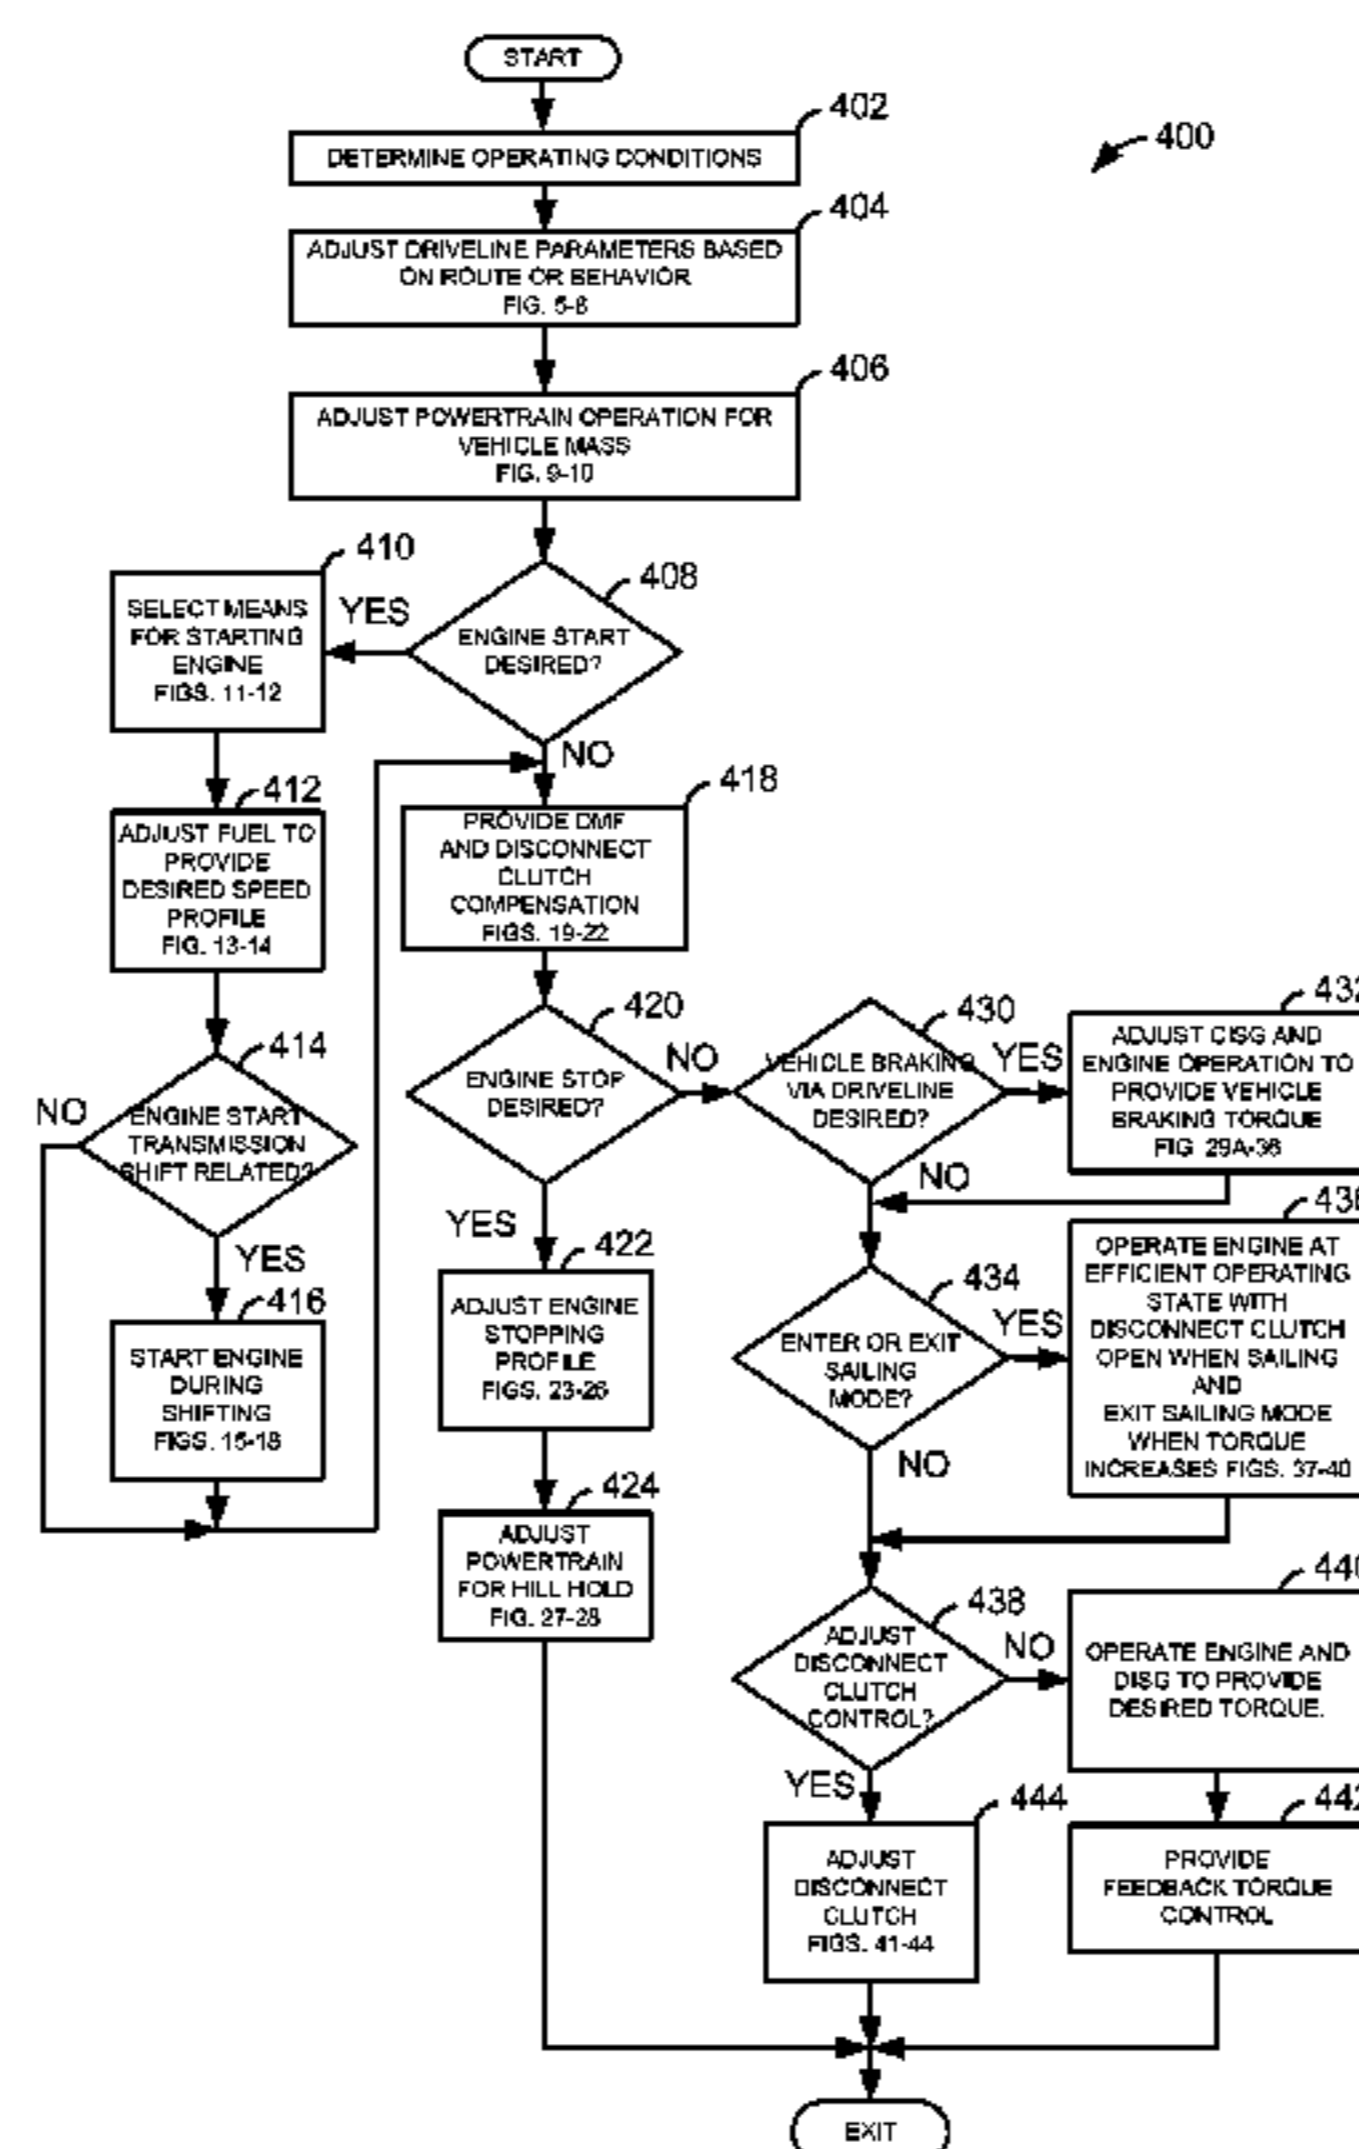 START
402
400
DETERMINE OPERATING CONDITIONS
404
ADJUST DRIVELINE PARAMETERS BASED
ON ROUTE OR BEHAVIOR
FIG. 5-8
406
ADJUST POWERTRAIN OPERATION FOR
VEHICLE MASS
FIG. 9-10
410
408
SELECT MEANS
FOR STARTING
ENGINE
FIGS. 11-12
YES
ENGINE START
DESIRED?
NO
412
ADJUST FUEL TO
PROVIDE
DESIRED SPEED
PROFILE
FIG. 13-14
418
PROVIDE DMF
AND DISCONNECT
CLUTCH
COMPENSATION
FIGS. 19-22
414
NO
ENGINE START
TRANSMISSION
SHIFT RELATED?
YES
416
START ENGINE
DURING
SHIFTING
FIGS. 15-18
420
ENGINE STOP
DESIRED?
NO
YES
422
ADJUST ENGINE
STOPPING
PROFILE
FIGS. 23-26
424
ADJUST
POWERTRAIN
FOR HILL HOLD
FIG. 27-28
430
VEHICLE BRAKING
VIA DRIVELINE
DESIRED?
YES
NO
ADJUST CISG AND
ENGINE OPERATION TO
PROVIDE VEHICLE
BRAKING TORQUE
FIG 29A-36
434
ENTER OR EXIT
SAILING
MODE?
YES
NO
OPERATE ENGINE AT
EFFICIENT OPERATING
STATE WITH
DISCONNECT CLUTCH
OPEN WHEN SAILING
AND
EXIT SAILING MODE
WHEN TORQUE
INCREASES FIGS. 37-40
438
ADJUST
DISCONNECT
CLUTCH
CONTROL?
NO
YES
OPERATE ENGINE AND
DISG TO PROVIDE
DESIRED TORQUE.
444
ADJUST
DISCONNECT
CLUTCH
FIGS. 41-44
PROVIDE
FEEDBACK TORQUE
CONTROL
EXIT